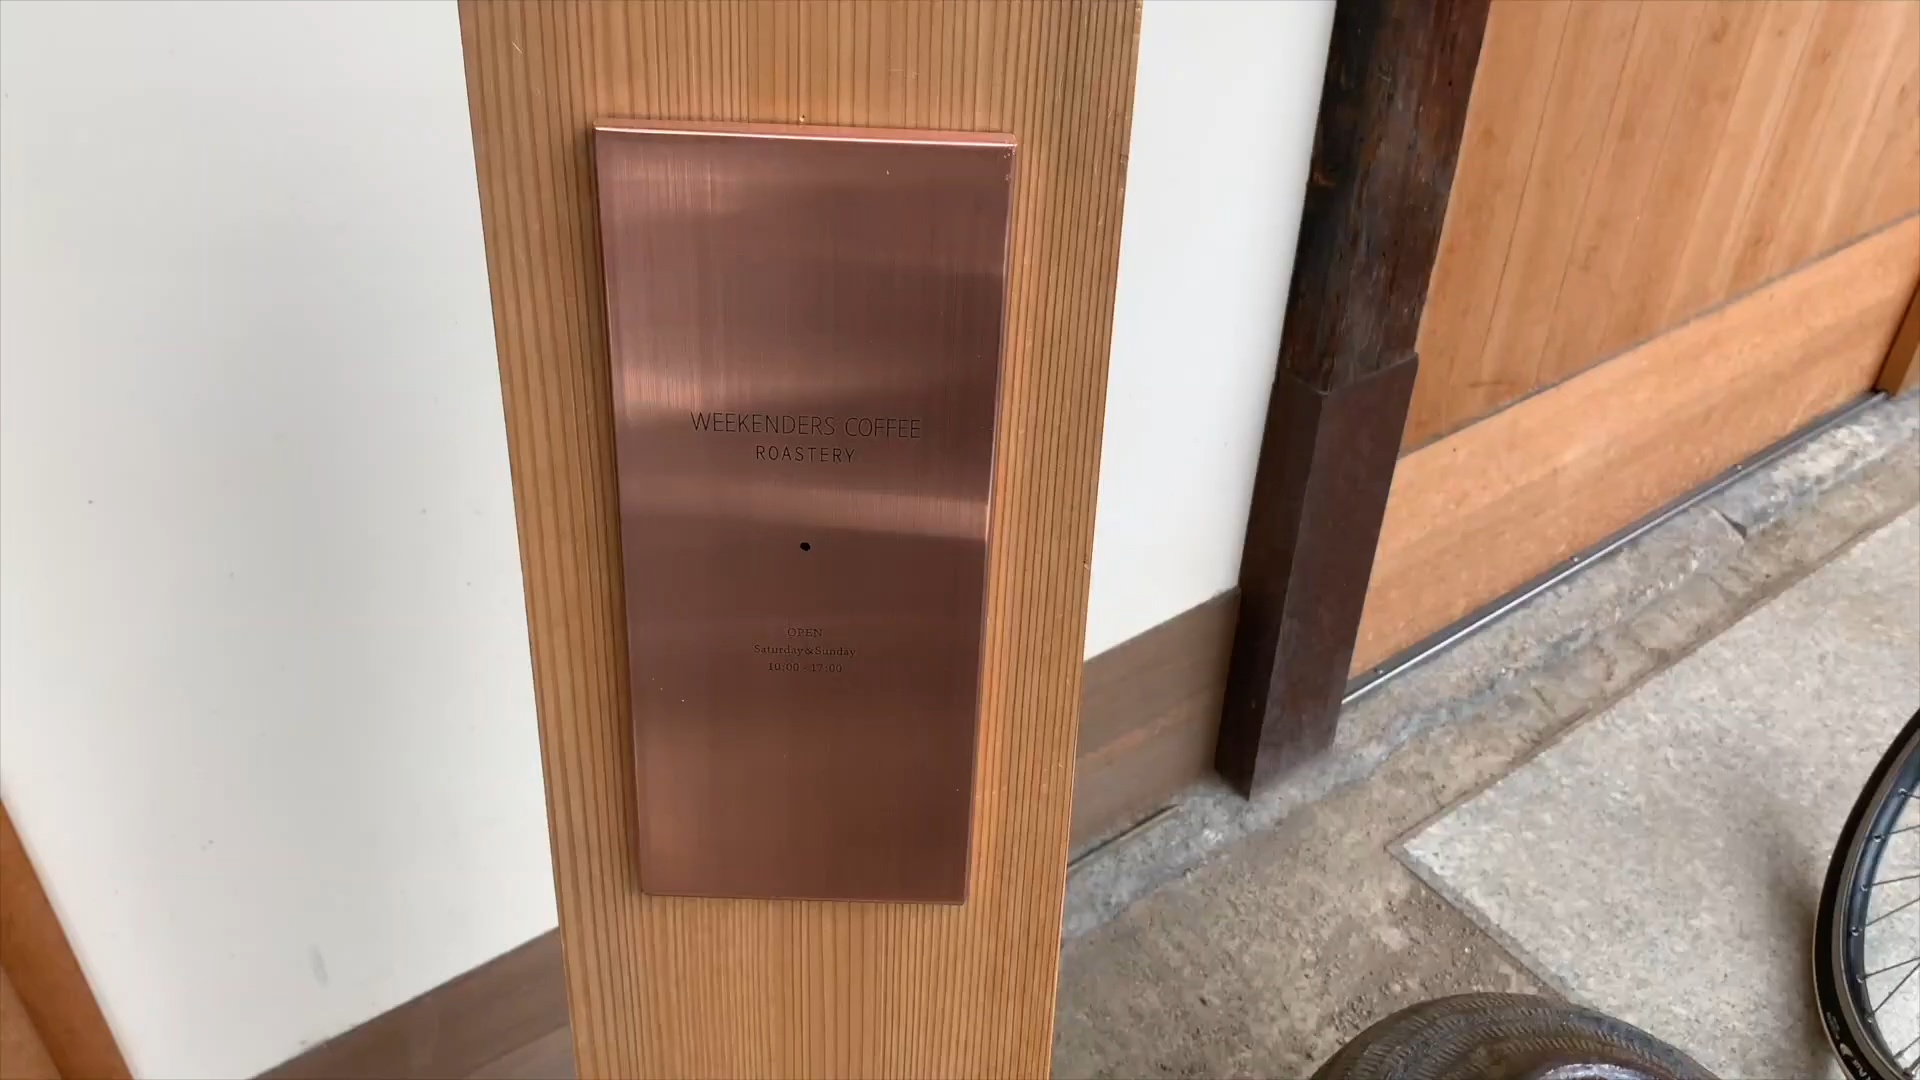 WEEKENDERS COFFEE
ROASTERY
OPEN
Saturday&Sunday
10:00-17:00